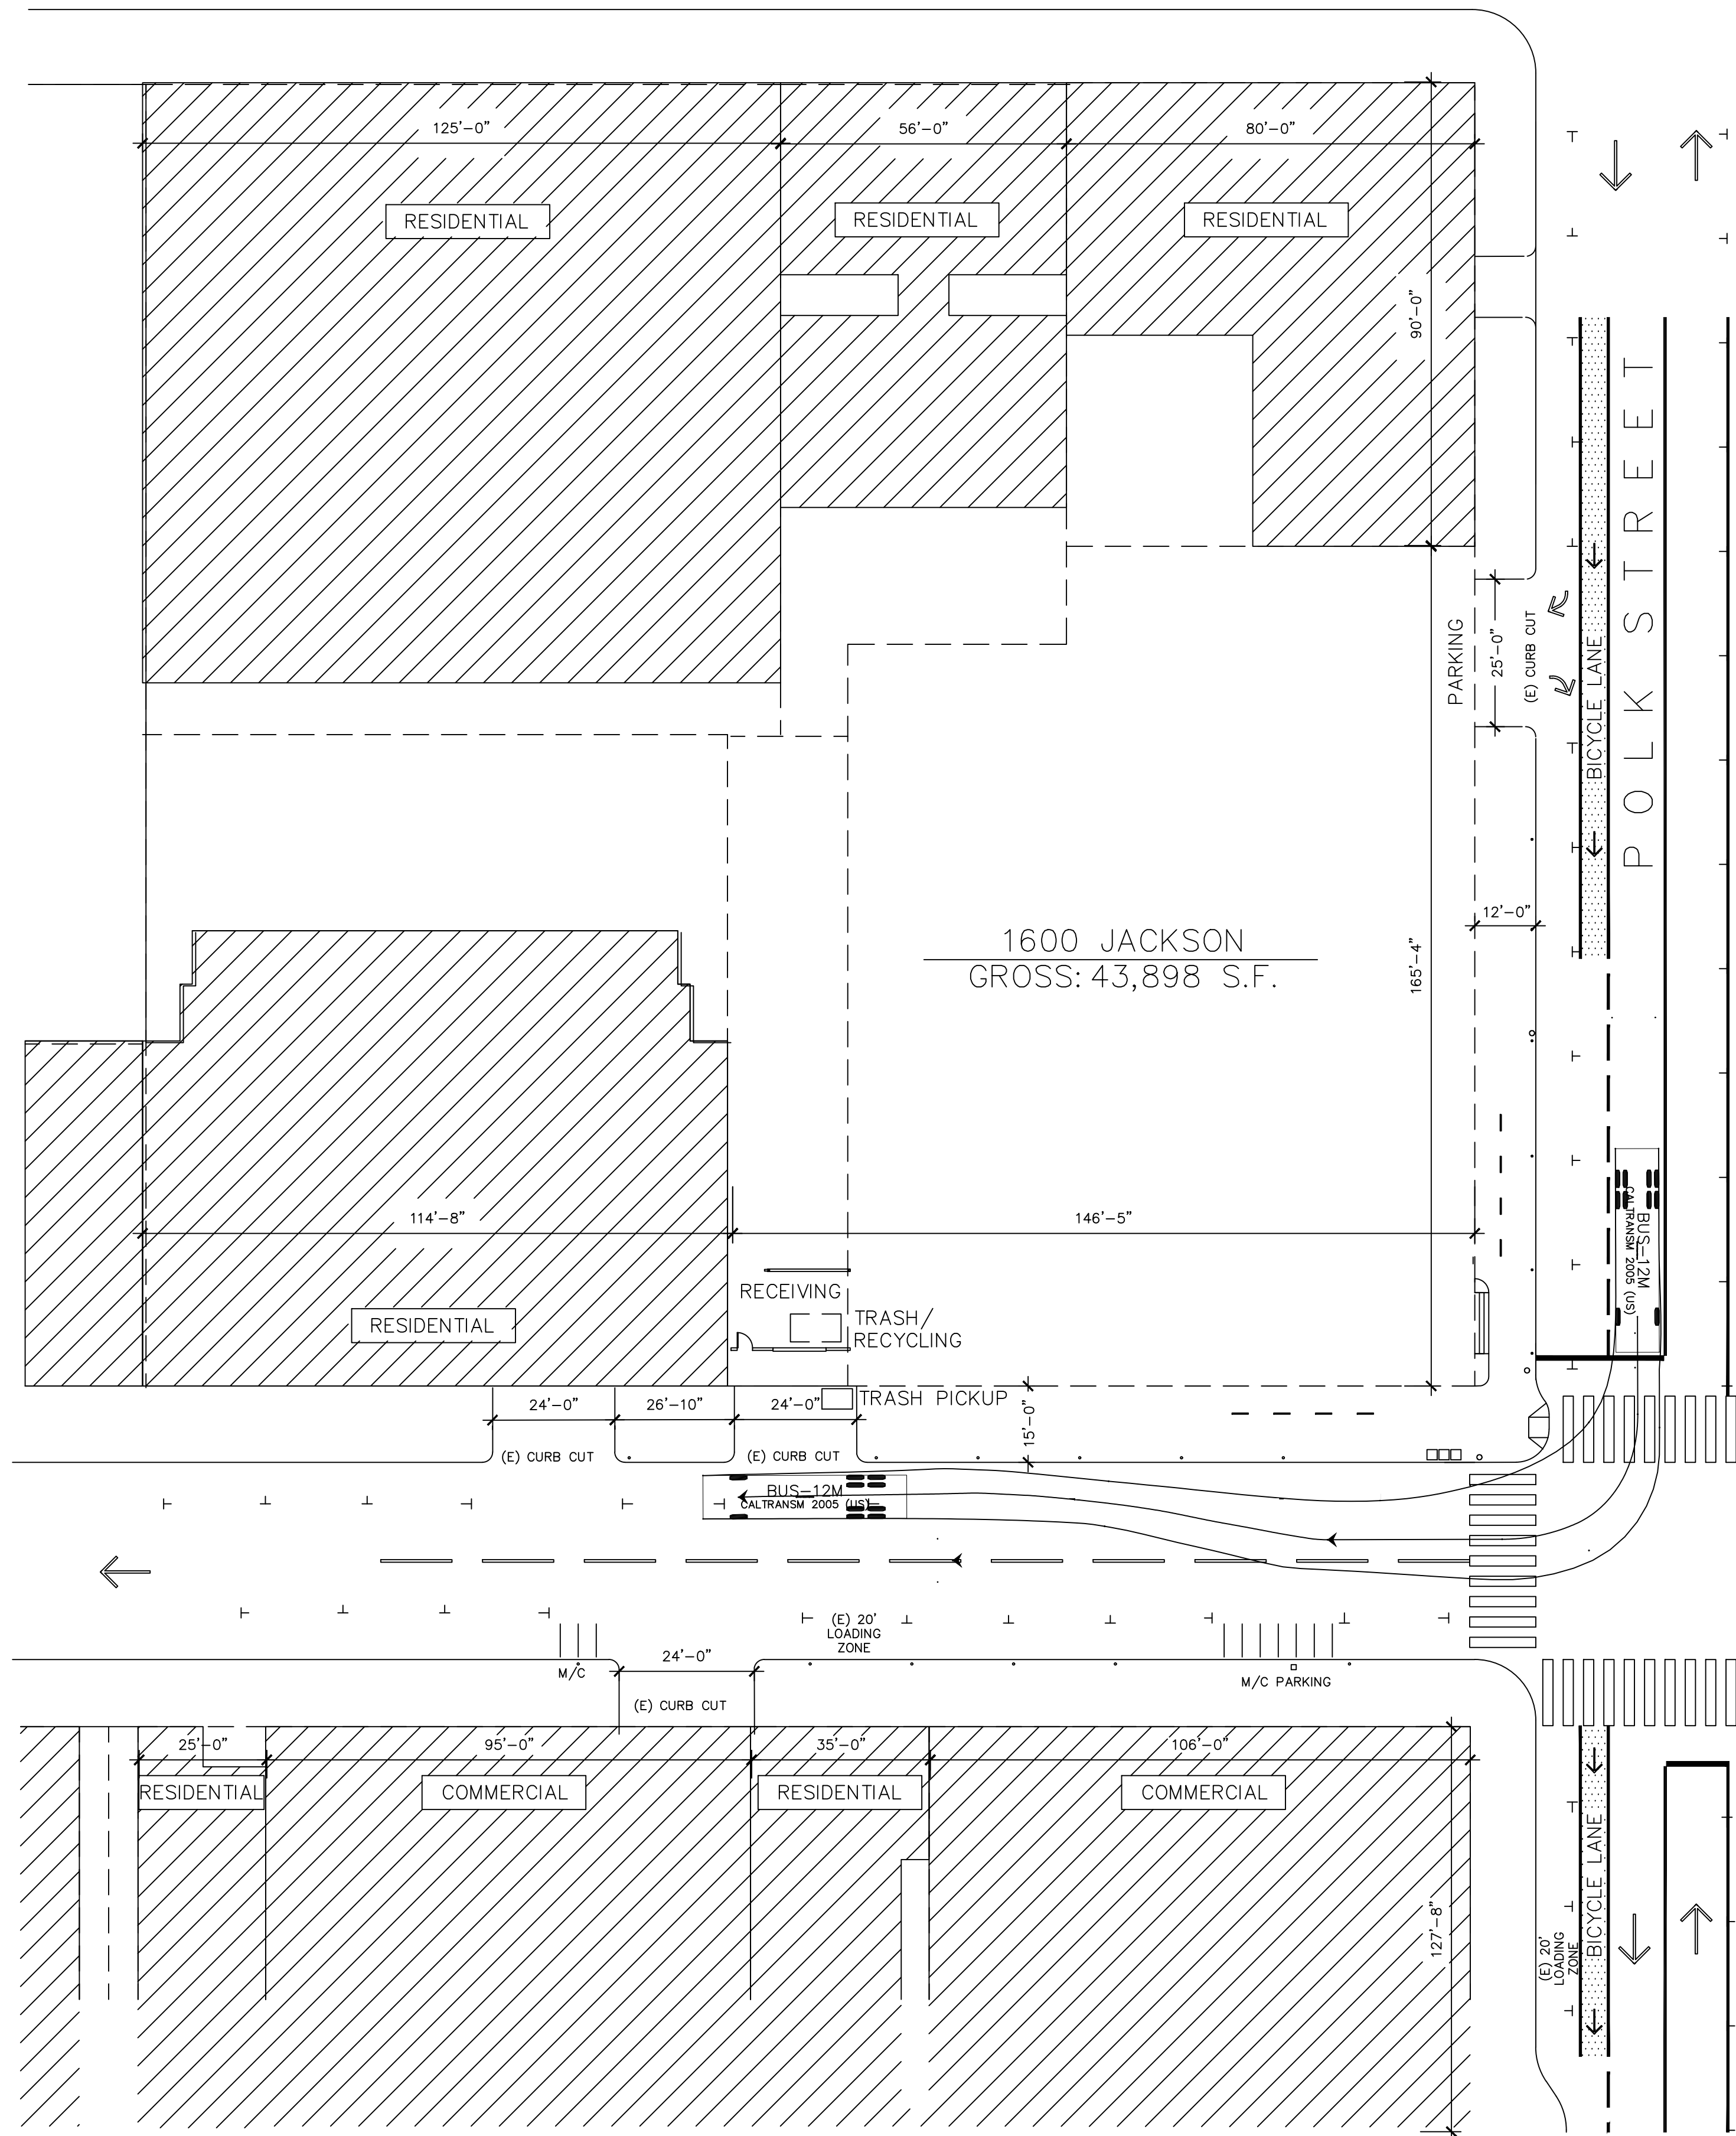 125'-0"
56'-0"
80'-0"
RESIDENTIAL
RESIDENTIAL
RESIDENTIAL
90'-0"
POLK STREET
PARKING
25'-0"
(E) CURB CUT
BICYCLE LANE
12'-0"
1600 JACKSON
GROSS: 43,898 S.F.
165'-4"
114'-8"
146'-5"
BUS-12M
CALTRANSM 2005 (US)
RECEIVING
RESIDENTIAL
TRASH/
RECYCLING
TRASH PICKUP
24'-0"
26'-10"
24'-0"
15'-0"
(E) CURB CUT
(E) CURB CUT
BUS-12M
CALTRANSM 2005 (US)
(E) 20'
LOADING
ZONE
M/C
24'-0"
M/C PARKING
(E) CURB CUT
25'-0"
95'-0"
35'-0"
106'-0"
RESIDENTIAL
COMMERCIAL
RESIDENTIAL
COMMERCIAL
127'-8"
(E) 20'
LOADING
ZONE
BICYCLE LANE